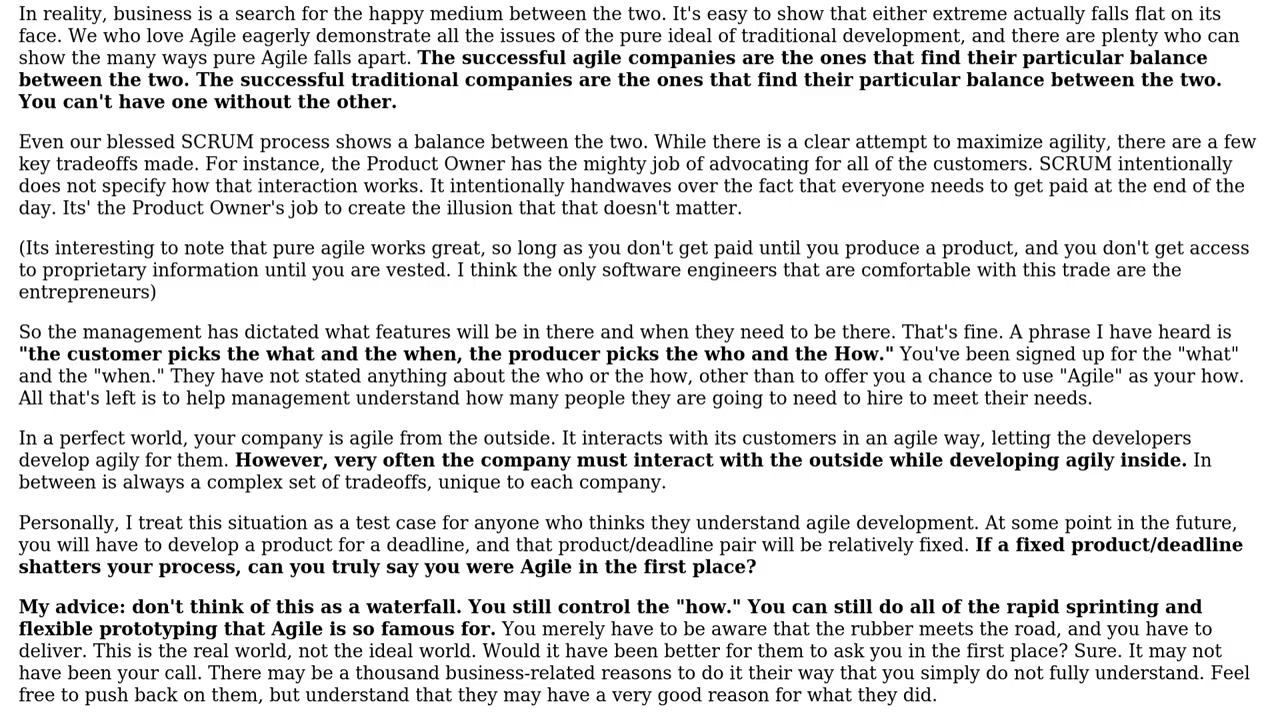 In reality, business is a search for the happy medium between the two. It's easy to show that either extreme actually falls flat on its
face. We who love Agile eagerly demonstrate all the issues of the pure ideal of traditional development, and there are plenty who can
show the many ways pure Agile falls apart. The successful agile companies are the ones that find their particular balance
between the two. The successful traditional companies are the ones that find their particular balance between the two.
You can't have one without the other.
Even our blessed SCRUM process shows a balance between the two. While there is a clear attempt to maximize agility, there are a few
key tradeoffs made. For instance, the Product Owner has the mighty job of advocating for all of the customers. SCRUM intentionally
does not specify how that interaction works. It intentionally handwaves over the fact that everyone needs to get paid at the end of the
day. Its' the Product Owner's job to create the illusion that that doesn't matter.
(Its interesting to note that pure agile works great, so long as you don't get paid until you produce a product, and you don't get access
to proprietary information until you are vested. I think the only software engineers that are comfortable with this trade are the
entrepreneurs)
So the management has dictated what features will be in there and when they need to be there. That's fine. A phrase I have heard is
"the customer picks the what and the when, the producer picks the who and the How." You've been signed up for the "what"
and the "when." They have not stated anything about the who or the how, other than to offer you a chance to use "Agile" as your how.
All that's left is to help management understand how many people they are going to need to hire to meet their needs.
In a perfect world, your company is agile from the outside. It interacts with its customers in an agile way, letting the developers
develop agily for them. However, very often the company must interact with the outside while developing agily inside. In
between is always a complex set of tradeoffs, unique to each company.
Personally, I treat this situation as a test case for anyone who thinks they understand agile development. At some point in the future,
you will have to develop a product for a deadline, and that product/deadline pair will be relatively fixed. If a fixed product/deadline
shatters your process, can you truly say you were Agile in the first place?
My advice: don't think of this as a waterfall. You still control the "how." You can still do all of the rapid sprinting and
flexible prototyping that Agile is so famous for. You merely have to be aware that the rubber meets the road, and you have to
deliver. This is the real world, not the ideal world. Would it have been better for them to ask you in the first place? Sure. It may not
have been your call. There may be a thousand business-related reasons to do it their way that you simply do not fully understand. Feel
free to push back on them, but understand that they may have a very good reason for what they did.